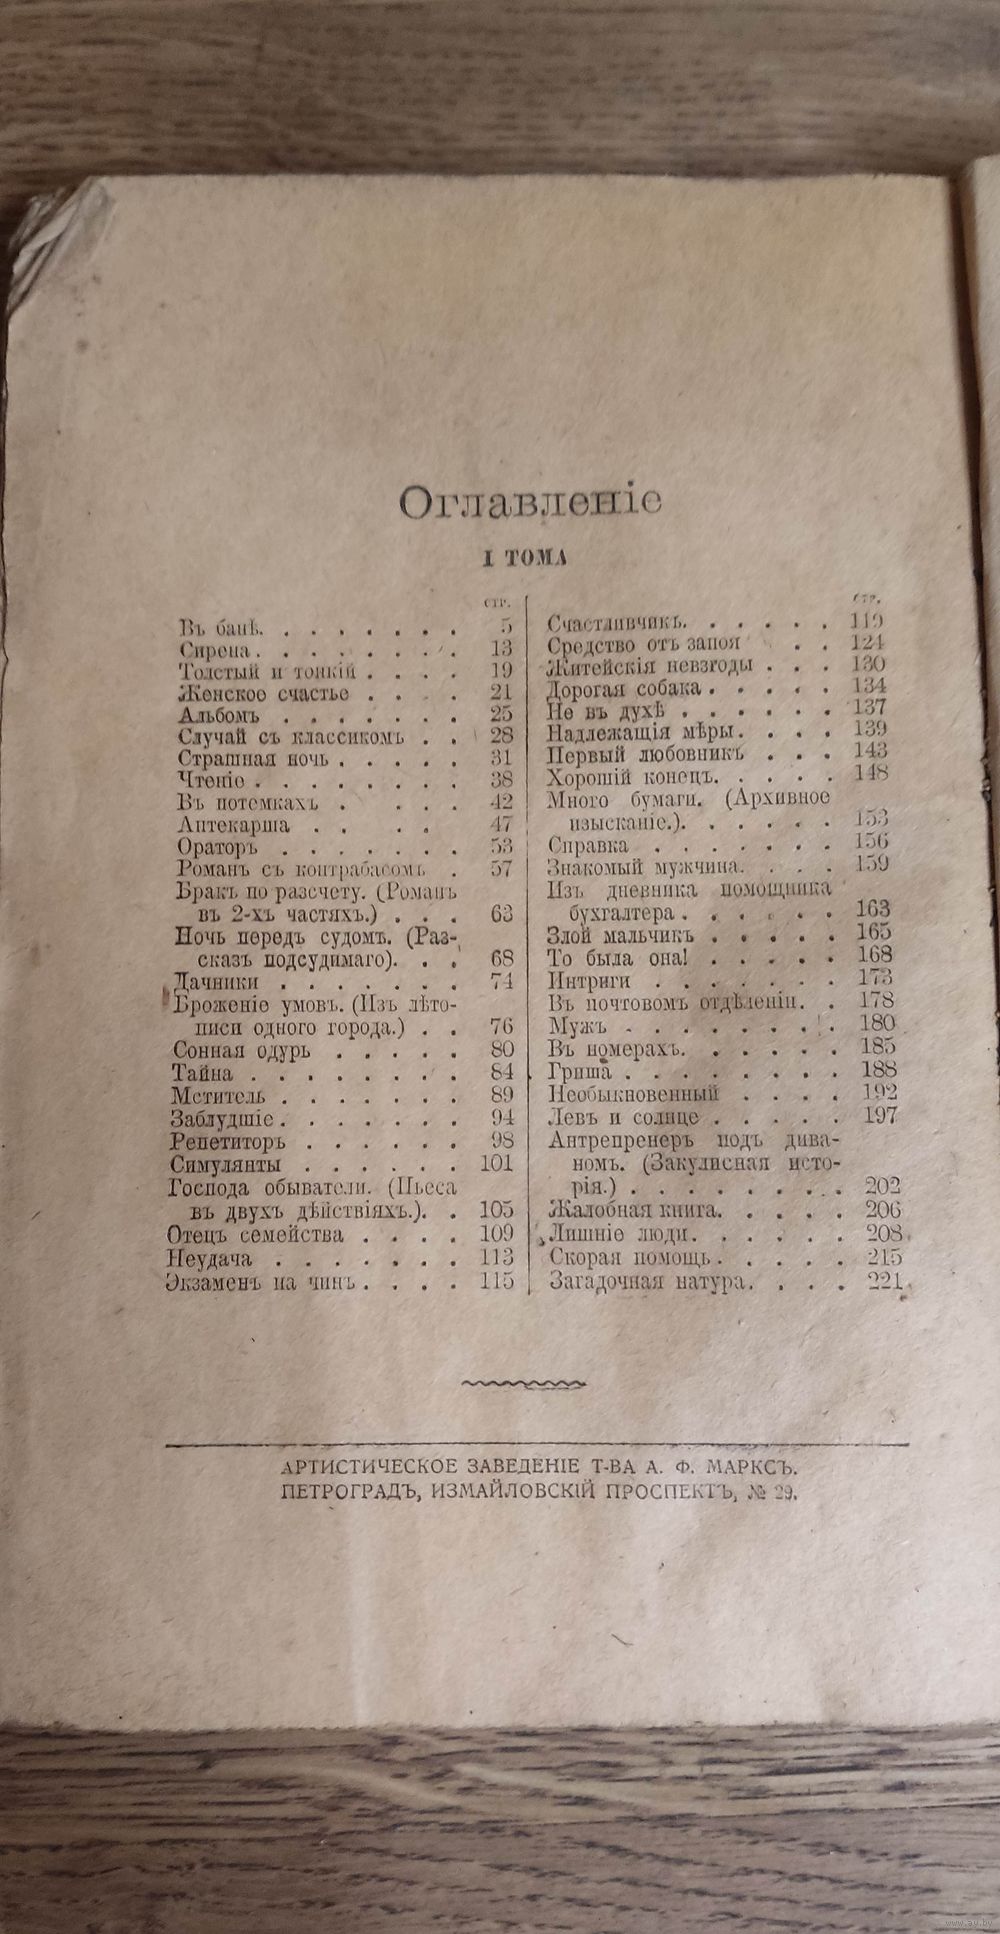 Оглавленіе
I ТОМА
СТР.
Въ банѣ. . . . . . . . 5
Сирена . . . . . . . . 13
Толстый и тонкій . . . . 19
Женское счастье . . . . 21
Альбомъ . . . . . . . 25
Случай съ классикомъ . . 28
Страшная ночь . . . . . 31
Чтеніе . . . . . . . . 38
Въ потемкахъ . . . . 42
Аптекарша . . . . 47
Ораторъ . . . . . . . 53
Романъ съ контрабасомъ . 57
Бракъ по разсчету. (Романъ
въ 2-хъ частяхъ.) . . . 63
Ночь передъ судомъ. (Раз-
сказъ подсудимаго). . . 68
Дачники . . . . . . . 74
Броженіе умовъ. (Изъ лѣто-
писи одного города.) . . 76
Сонная одурь . . . . . 80
Тайна . . . . . . . . 84
Мститель . . . . . . . 89
Заблудшіе . . . . . . . 94
Репетиторъ . . . . . . 98
Симулянты . . . . . . 101
Господа обыватели. (Пьеса
въ двухъ дѣйствіяхъ.). . 105
Отецъ семейства . . . . 109
Неудача . . . . . . . 113
Экзаменъ на чинъ . . . . 115
СТР.
Счастливчикъ. . . . . . 119
Средство отъ запоя . . 124
Житейскія невзгоды . . . 130
Дорогая собака . . . . . 134
Не въ духѣ . . . . . . 137
Надлежащія мѣры. . . . 139
Первый любовникъ . . . 143
Хорошій конецъ. . . . . 148
Много бумаги. (Архивное
изысканіе.). . . . . . 153
Справка . . . . . . . 156
Знакомый мужчина. . . . 159
Изъ дневника помощника
бухгалтера . . . . . . 163
Злой мальчикъ . . . . . 165
То была она! . . . . . 168
Интриги . . . . . . . 173
Въ почтовомъ отдѣленіи. . 178
Мужъ . . . . . . . . 180
Въ номерахъ. . . . . . 185
Гриша . . . . . . . . 188
Необыкновенный . . . . 192
Левъ и солнце . . . . . 197
Антрепренеръ подъ дива-
номъ. (Закулисная исто-
рія.) . . . . . . . . 202
Жалобная книга. . . . . 206
Лишніе люди. . . . . . 208
Скорая помощь . . . . . 215
Загадочная натура. . . . 221
АРТИСТИЧЕСКОЕ ЗАВЕДЕНІЕ Т-ВА А. Ф. МАРКСЪ.
ПЕТРОГРАДЪ, ИЗМАЙЛОВСКІЙ ПРОСПЕКТЪ, № 29.
www.ay.by